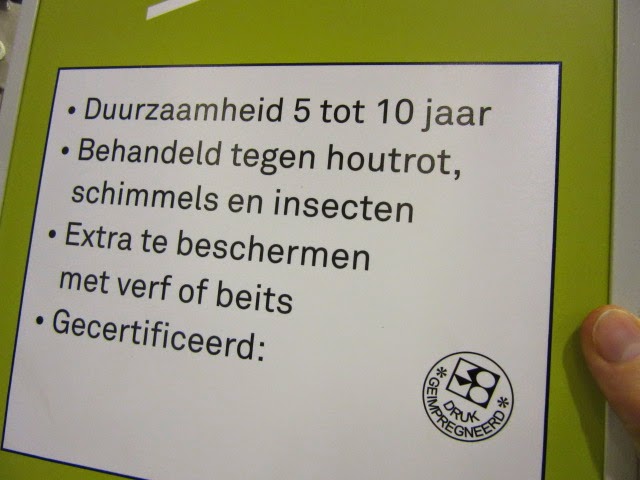 • Duurzaamheid 5 tot 10 jaar
• Behandeld tegen houtrot,
schimmels en insecten
• Extra te beschermen
met verf of beits
• Gecertificeerd:
* DRUK *
GEIMPREGNEERD